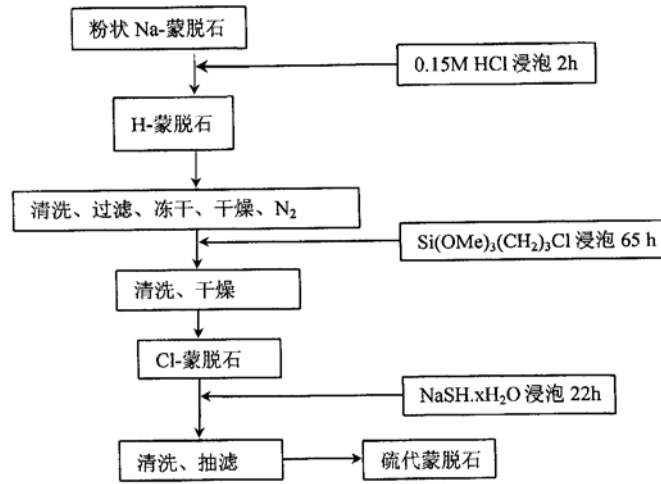 粉状 Na-蒙脱石
0.15M HCl 浸泡 2h
H-蒙脱石
清洗、过滤、冻干、干燥、N₂
Si(OMe)₃(CH₂)₃Cl 浸泡 65 h
清洗、干燥
Cl-蒙脱石
NaSH.xH₂O 浸泡 22h
清洗、抽滤
硫代蒙脱石